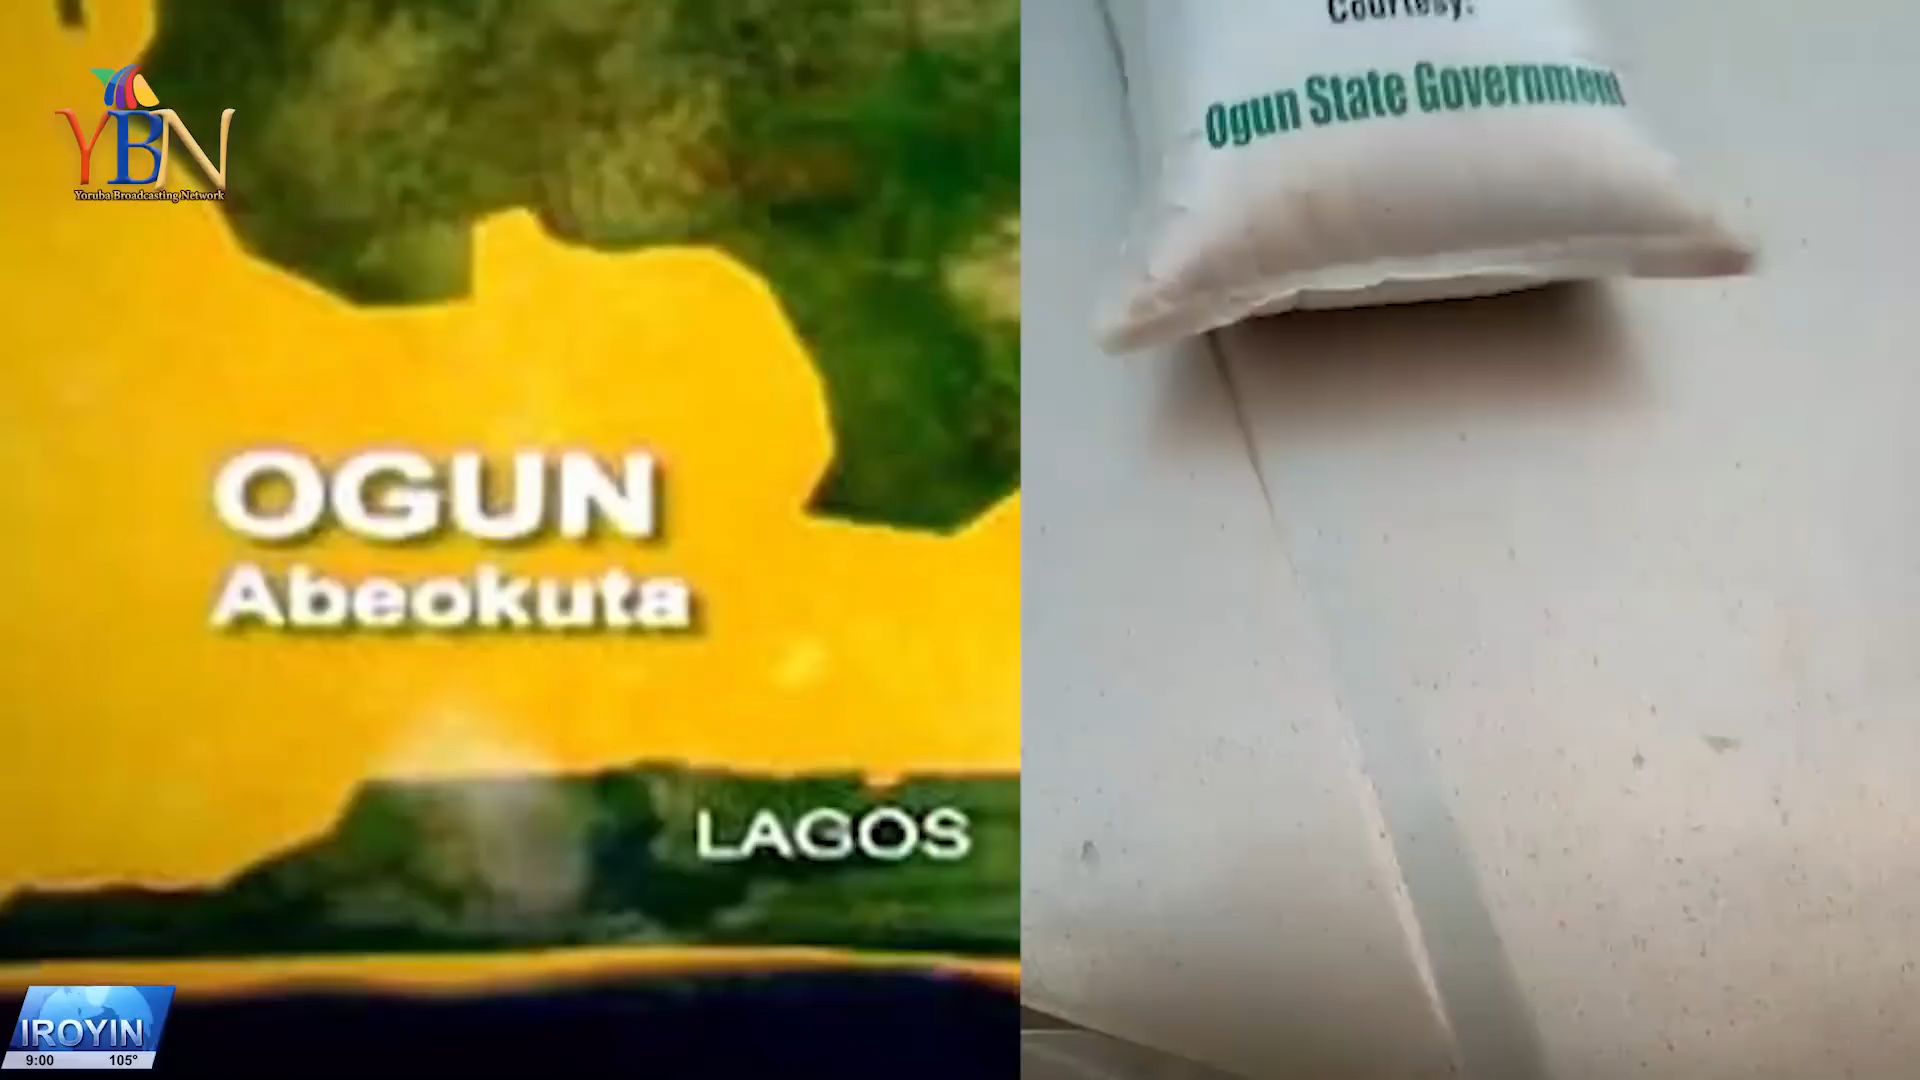 YBN
Yoruba Broadcasting Network
OGUN
Abeokuta
LAGOS
Courtesy:
Ogun State Government
IROYIN
9:00 105°